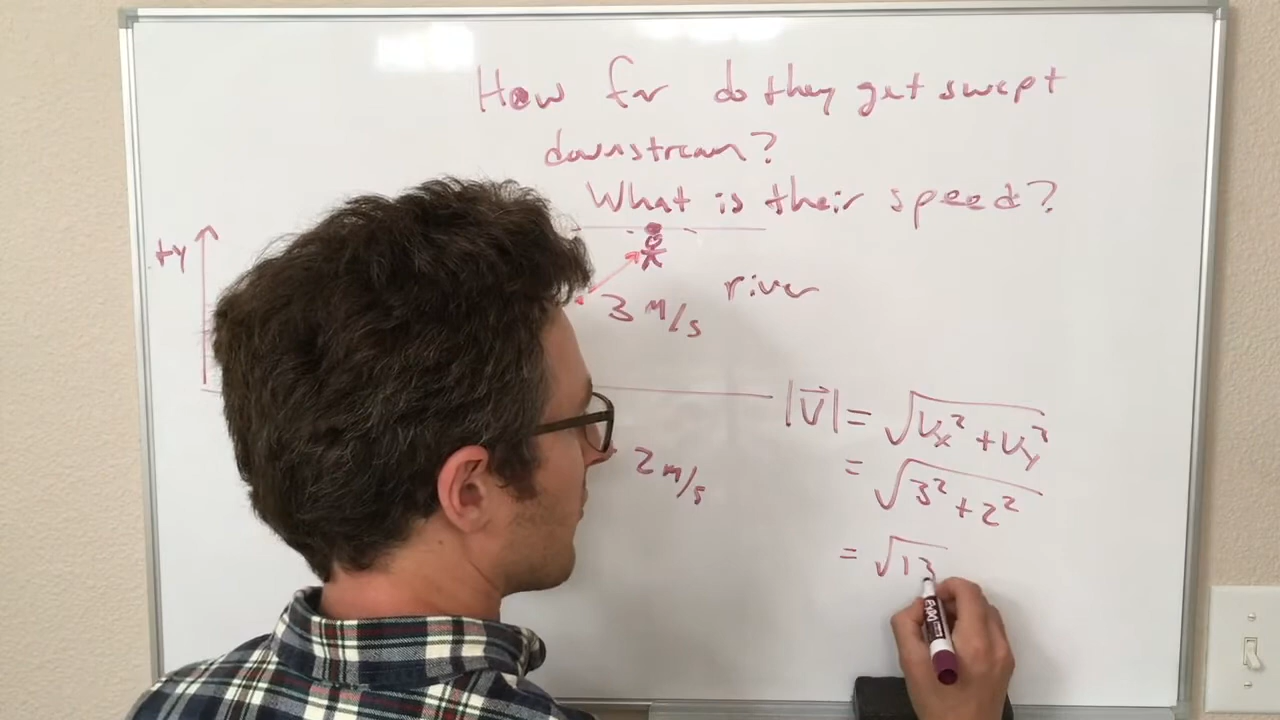 How far do they get swept
downstream?
What is their speed?
+y
3 m/s
river
|V| = √Vx² + Vy²
2 m/s
= √3² + 2²
= √13
EXPO